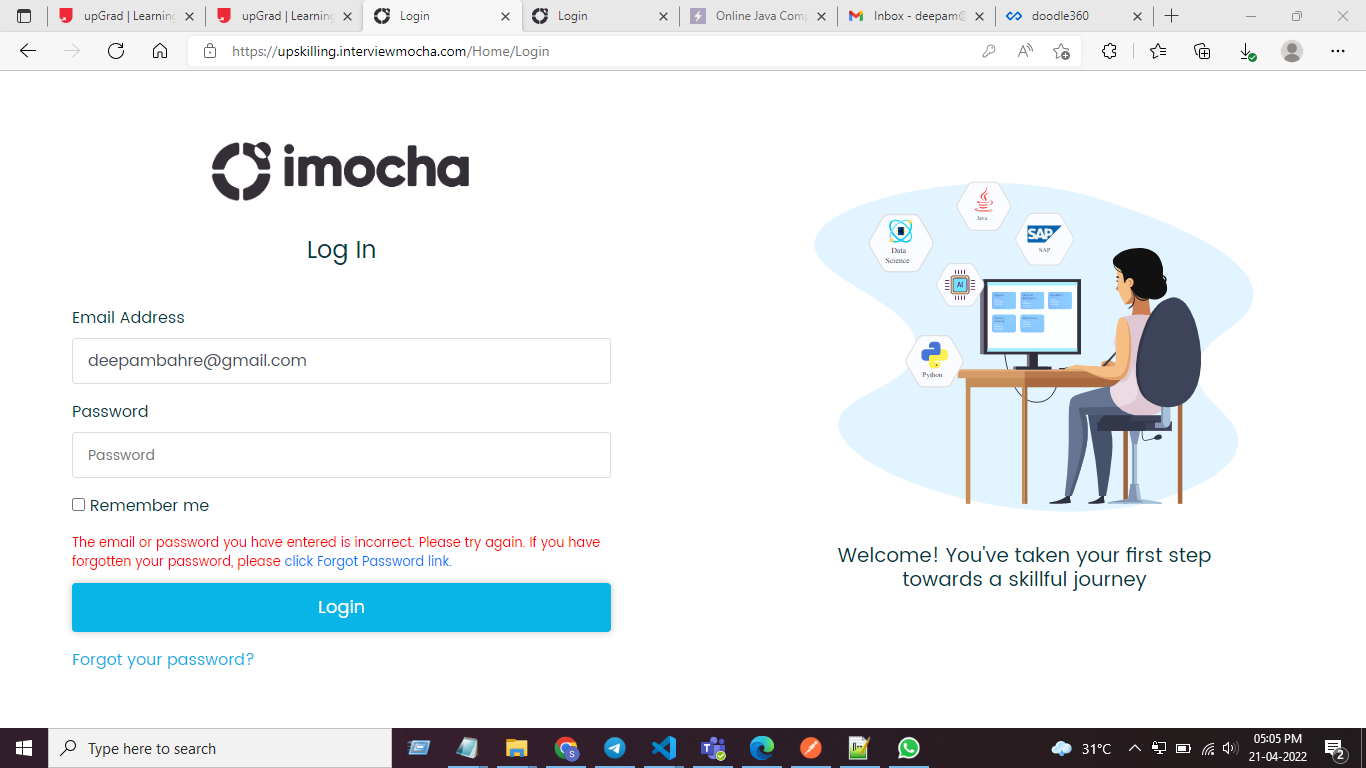 upGrad | Learning
upGrad | Learning
Login
Login
Online Java Comp
Inbox - deepam@
doodle360
https://upskilling.interviewmocha.com/Home/Login
imocha
Log In
Email Address
deepambahre@gmail.com
Password
Password
Remember me
The email or password you have entered is incorrect. Please try again. If you have
forgotten your password, please click Forgot Password link.
Login
Forgot your password?
Java
Data
Science
SAP
SAP
AI
Python
Welcome! You've taken your first step
towards a skillful journey
Type here to search
S
31°C
05:05 PM
21-04-2022
2